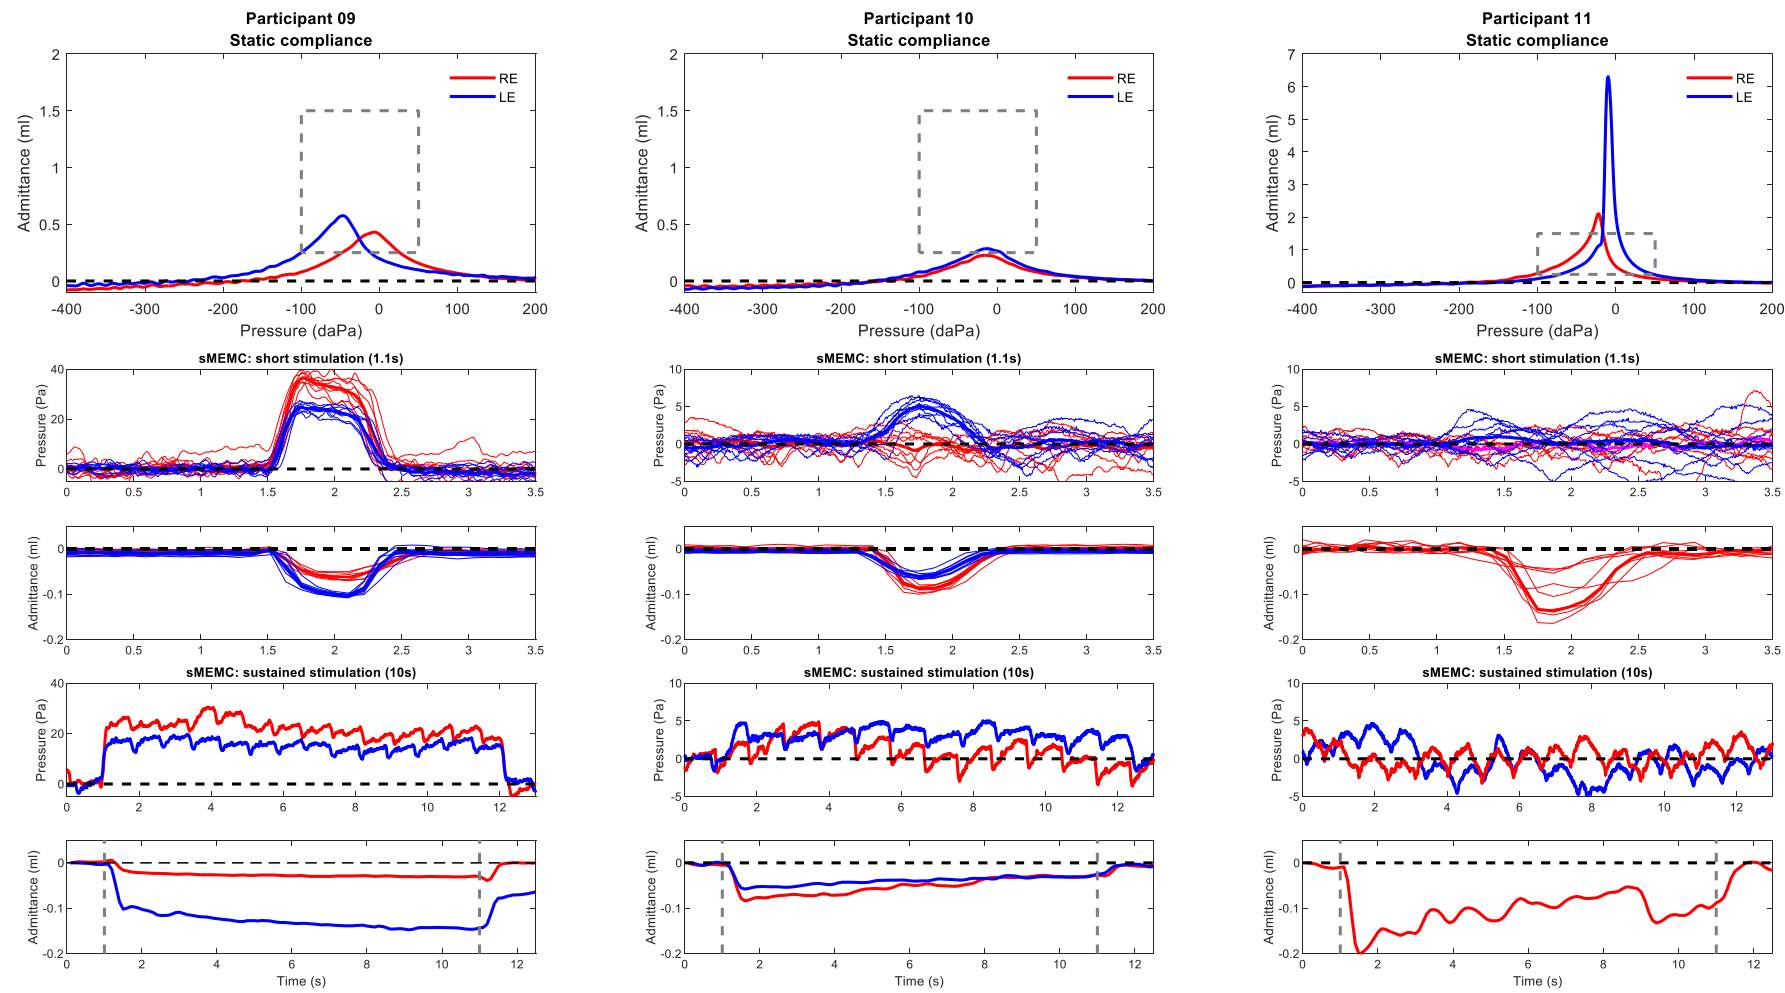 Participant 09
Static compliance
2
1.5
1
0.5
0
Admittance (ml)
RE
LE
-400 -300 -200 -100 0 100 200
Pressure (daPa)
sMEMC: short stimulation (1.1s)
40
20
0
Pressure (Pa)
0 0.5 1 1.5 2 2.5 3 3.5
0
-0.1
-0.2
Admittance (ml)
0 0.5 1 1.5 2 2.5 3 3.5
sMEMC: sustained stimulation (10s)
40
20
0
Pressure (Pa)
0 2 4 6 8 10 12
0
-0.1
-0.2
Admittance (ml)
0 2 4 6 8 10 12
Time (s)
Participant 10
Static compliance
2
1.5
1
0.5
0
Admittance (ml)
RE
LE
-400 -300 -200 -100 0 100 200
Pressure (daPa)
sMEMC: short stimulation (1.1s)
10
5
0
-5
Pressure (Pa)
0 0.5 1 1.5 2 2.5 3 3.5
0
-0.1
-0.2
Admittance (ml)
0 0.5 1 1.5 2 2.5 3 3.5
sMEMC: sustained stimulation (10s)
10
5
0
-5
Pressure (Pa)
0 2 4 6 8 10 12
0
-0.1
-0.2
Admittance (ml)
0 2 4 6 8 10 12
Time (s)
Participant 11
Static compliance
7
6
5
4
3
2
1
0
Admittance (ml)
RE
LE
-400 -300 -200 -100 0 100 200
Pressure (daPa)
sMEMC: short stimulation (1.1s)
10
5
0
-5
Pressure (Pa)
0 0.5 1 1.5 2 2.5 3 3.5
0
-0.1
-0.2
Admittance (ml)
0 0.5 1 1.5 2 2.5 3 3.5
sMEMC: sustained stimulation (10s)
10
5
0
-5
Pressure (Pa)
0 2 4 6 8 10 12
0
-0.1
-0.2
Admittance (ml)
0 2 4 6 8 10 12
Time (s)